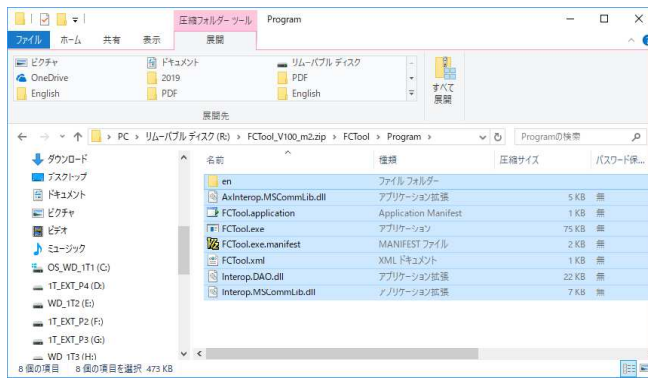 圧縮フォルダー ツール
Program
ファイル
ホーム
共有
表示
展開
ピクチャ
ドキュメント
リムーバブル ディスク
OneDrive
2019
PDF
English
PDF
English
すべて
展開
展開先
PC > リムーバブル ディスク (R:) > FCTool_V100_m2.zip > FCTool > Program >
Programの検索
ダウンロード
デスクトップ
ドキュメント
ピクチャ
ビデオ
ミュージック
OS_WD_1T1 (C:)
1T_EXT_P4 (D:)
WD_1T2 (E:)
1T_EXT_P2 (F:)
1T_EXT_P3 (G:)
WD_1T3 (H:)
名前 種類 圧縮サイズ パスワード保...
en ファイル フォルダー
AxInterop.MSCommLib.dll アプリケーション拡張 5 KB 無
FCTool.application Application Manifest 1 KB 無
FCTool.exe アプリケーション 75 KB 無
FCTool.exe.manifest MANIFEST ファイル 2 KB 無
FCTool.xml XML ドキュメント 1 KB 無
Interop.DAO.dll アプリケーション拡張 22 KB 無
Interop.MSCommLib.dll アプリケーション拡張 7 KB 無
8 個の項目 8 個の項目を選択 473 KB